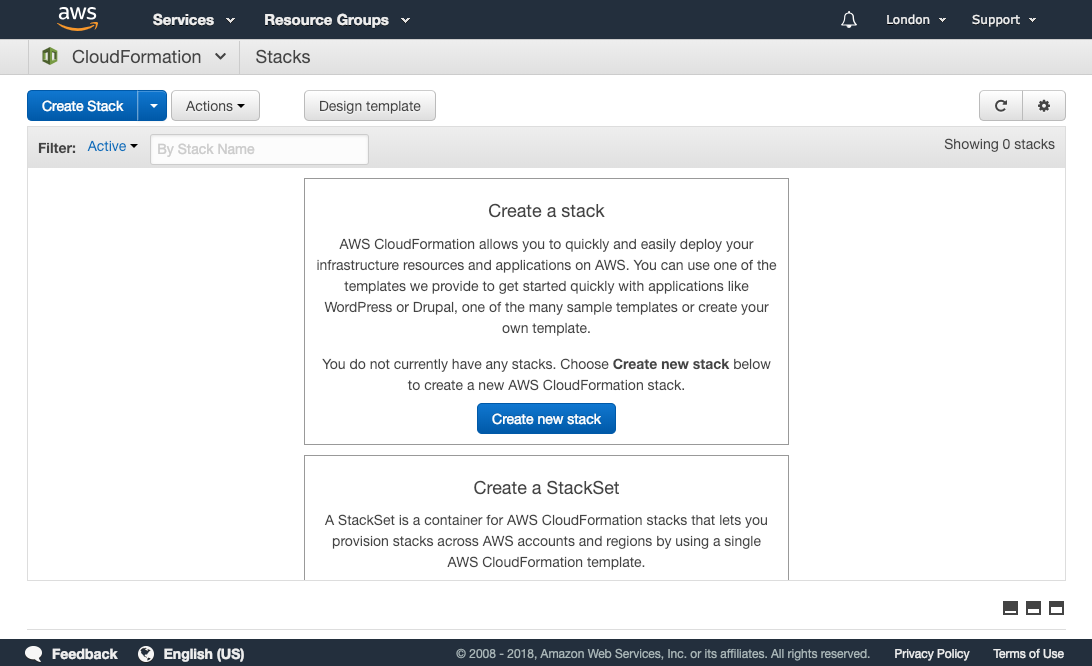 aws Services Resource Groups London Support
CloudFormation Stacks
Create Stack Actions Design template
Filter: Active By Stack Name Showing 0 stacks
Create a stack
AWS CloudFormation allows you to quickly and easily deploy your
infrastructure resources and applications on AWS. You can use one of the
templates we provide to get started quickly with applications like
WordPress or Drupal, one of the many sample templates or create your
own template.
You do not currently have any stacks. Choose Create new stack below
to create a new AWS CloudFormation stack.
Create new stack
Create a StackSet
A StackSet is a container for AWS CloudFormation stacks that lets you
provision stacks across AWS accounts and regions by using a single
AWS CloudFormation template.
Feedback English (US) © 2008 - 2018, Amazon Web Services, Inc. or its affiliates. All rights reserved. Privacy Policy Terms of Use